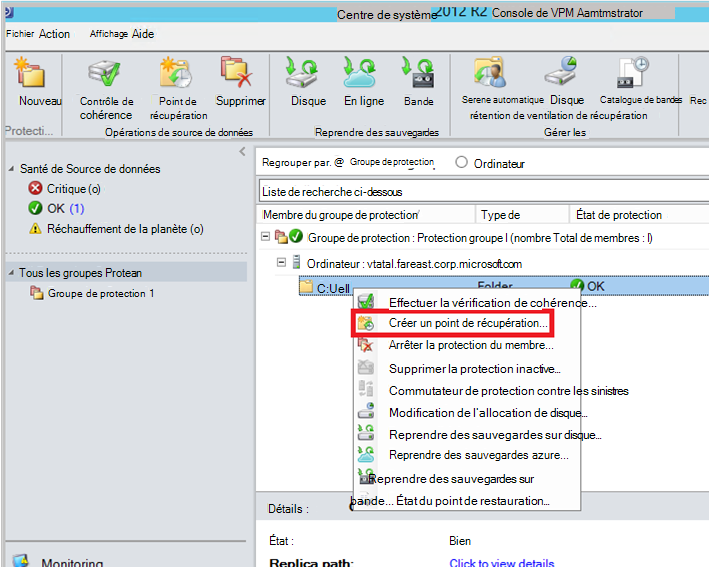 Centre de système 2012 R2 Console de VPM Aamtmstrator
Fichier Action Affichage Aide
Nouveau
Contrôle de cohérence
Point de récupération
Supprimer
Disque
En ligne
Bande
Serene automatique
Disque
Catalogue de bandes
Rec
rétention de ventilation de récupération
Protecti...
Opérations de source de données
Reprendre des sauvegardes
Gérer les
Santé de Source de données
Critique (o)
OK (1)
Réchauffement de la planète (o)
Tous les groupes Protean
Groupe de protection 1
Monitoring
Regrouper par. @ Groupe de protection Ordinateur
Liste de recherche ci-dessous
Membre du groupe de protection Type de État de protection
Groupe de protection : Protection groupe I (nombre Total de membres : I)
Ordinateur : vtatal.fareast.corp.microsoft.com
C:Uell Folder OK
Effectuer la vérification de cohérence...
Créer un point de récupération...
Arrêter la protection du membre...
Supprimer la protection inactive...
Commutateur de protection contre les sinistres
Modification de l'allocation de disque...
Reprendre des sauvegardes sur disque...
Reprendre des sauvegardes azure...
Reprendre des sauvegardes sur
bande... État du point de restauration...
Détails :
État : Bien
Replica path: Click to view details